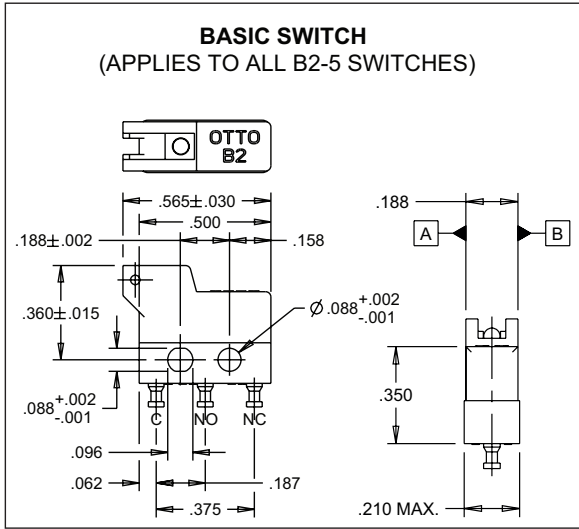 BASIC SWITCH
(APPLIES TO ALL B2-5 SWITCHES)
OTTO
B2
.565±.030
.500
.188
.188±.002
.158
A
B
.360±.015
Ø .088 +.002
-.001
.088 +.002
-.001
.350
C
NO
NC
.096
.062
.187
.375
.210 MAX.